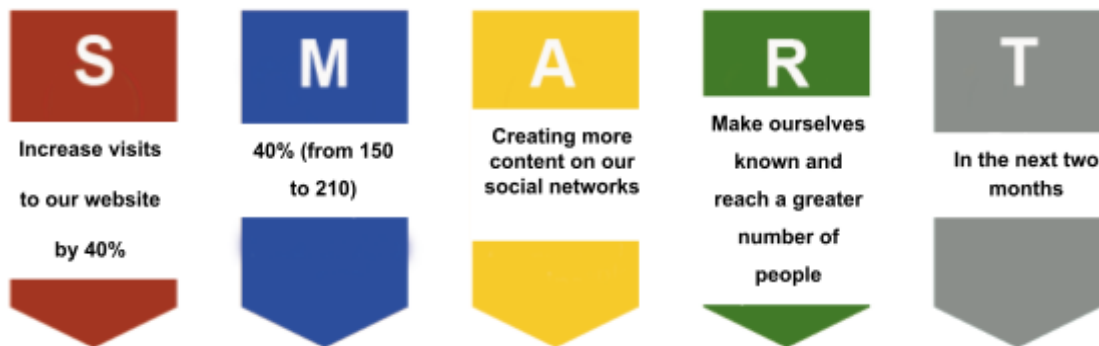 S
Increase visits
to our website
by 40%
M
40% (from 150
to 210)
A
Creating more
content on our
social networks
R
Make ourselves
known and
reach a greater
number of
people
T
In the next two
months